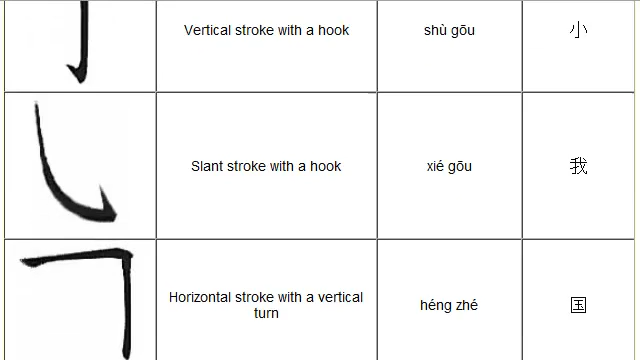 Vertical stroke with a hook
shù gōu
小
Slant stroke with a hook
xié gōu
我
Horizontal stroke with a vertical
turn
héng zhé
国